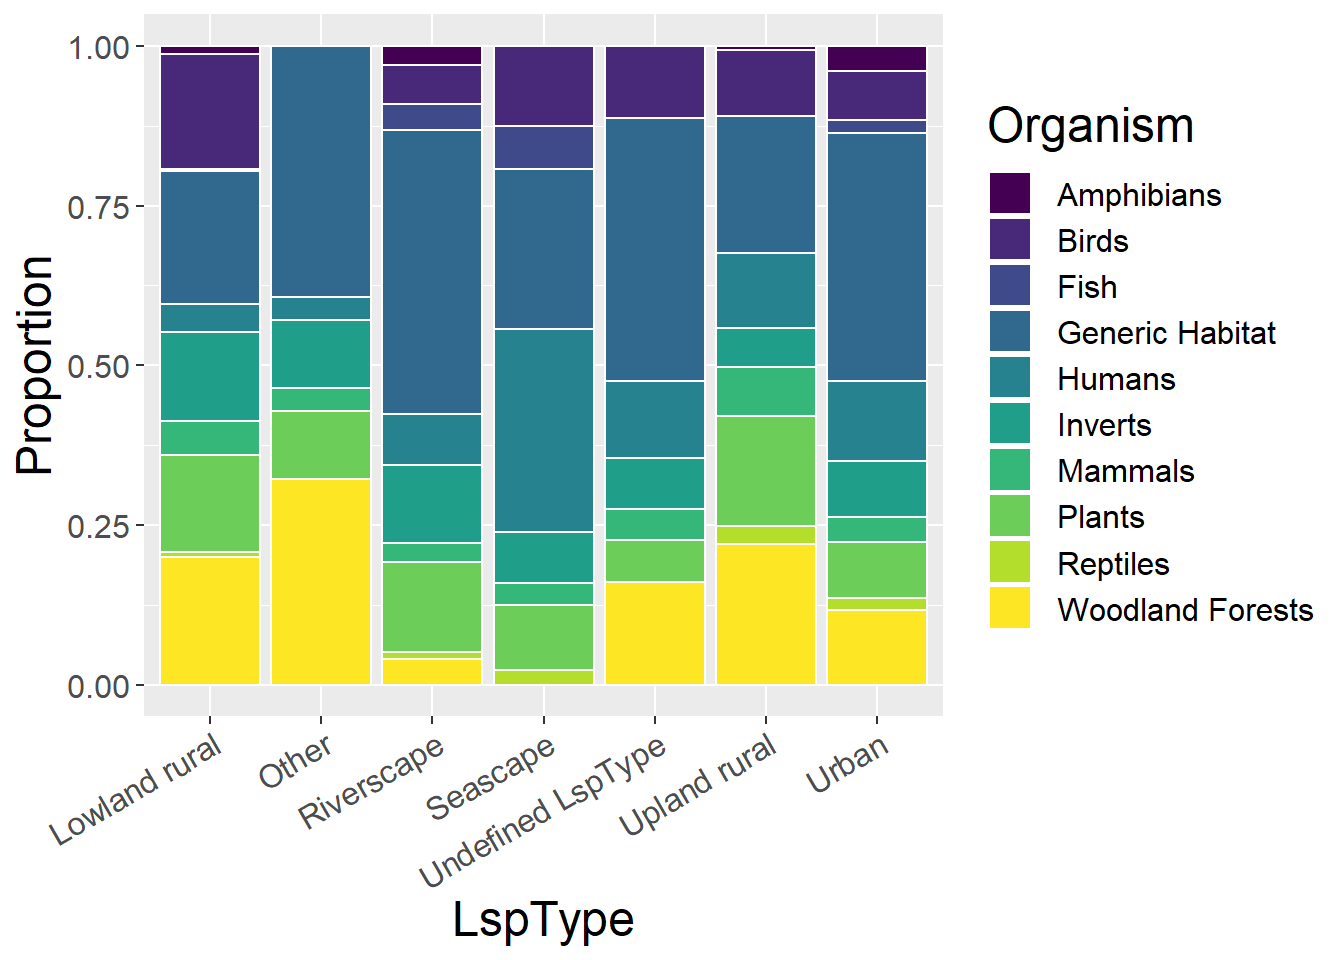 Proportion
1.00
0.75
0.50
0.25
0.00
Lowland rural
Other
Riverscape
Seascape
Undefined LspType
Upland rural
Urban
LspType
Organism
Amphibians
Birds
Fish
Generic Habitat
Humans
Inverts
Mammals
Plants
Reptiles
Woodland Forests